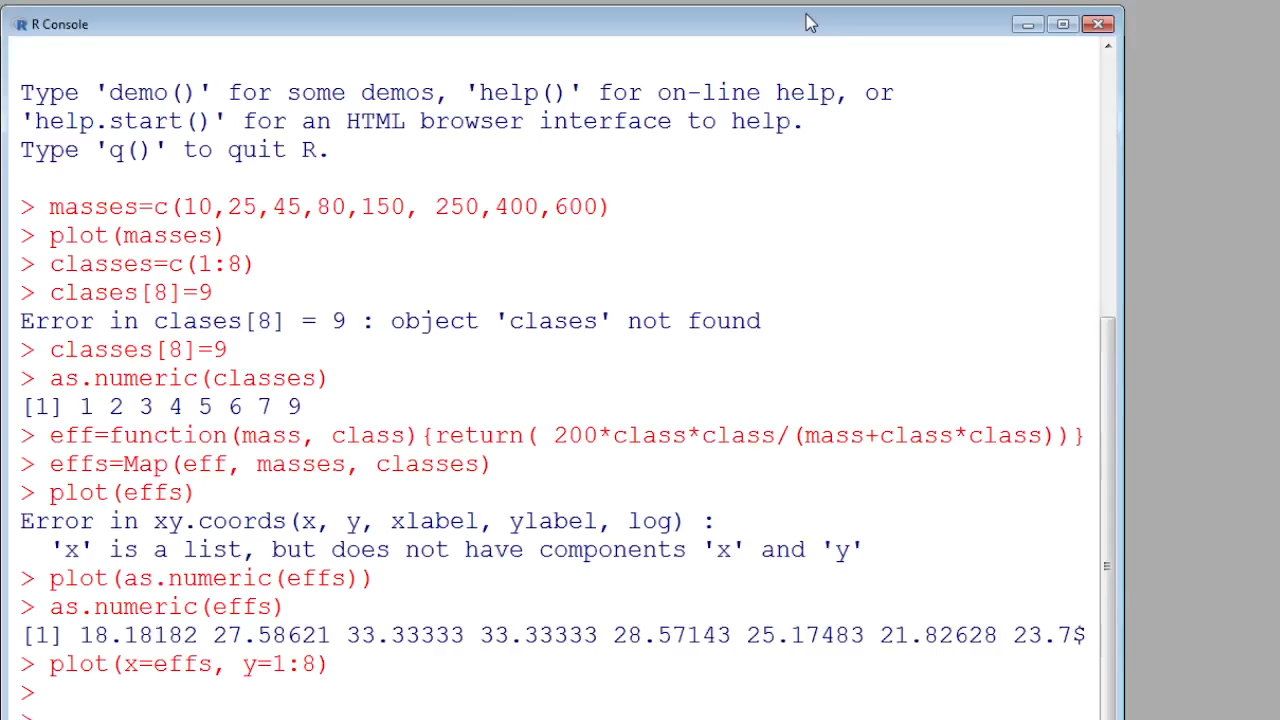 R Console
Type 'demo()' for some demos, 'help()' for on-line help, or
'help.start()' for an HTML browser interface to help.
Type 'q()' to quit R.
> masses=c(10,25,45,80,150, 250,400,600)
> plot(masses)
> classes=c(1:8)
> clases[8]=9
Error in clases[8] = 9 : object 'clases' not found
> classes[8]=9
> as.numeric(classes)
[1] 1 2 3 4 5 6 7 9
> eff=function(mass, class){return( 200*class*class/(mass+class*class))}
> effs=Map(eff, masses, classes)
> plot(effs)
Error in xy.coords(x, y, xlabel, ylabel, log) :
  'x' is a list, but does not have components 'x' and 'y'
> plot(as.numeric(effs))
> as.numeric(effs)
[1] 18.18182 27.58621 33.33333 33.33333 28.57143 25.17483 21.82628 23.7$
> plot(x=effs, y=1:8)
>
>